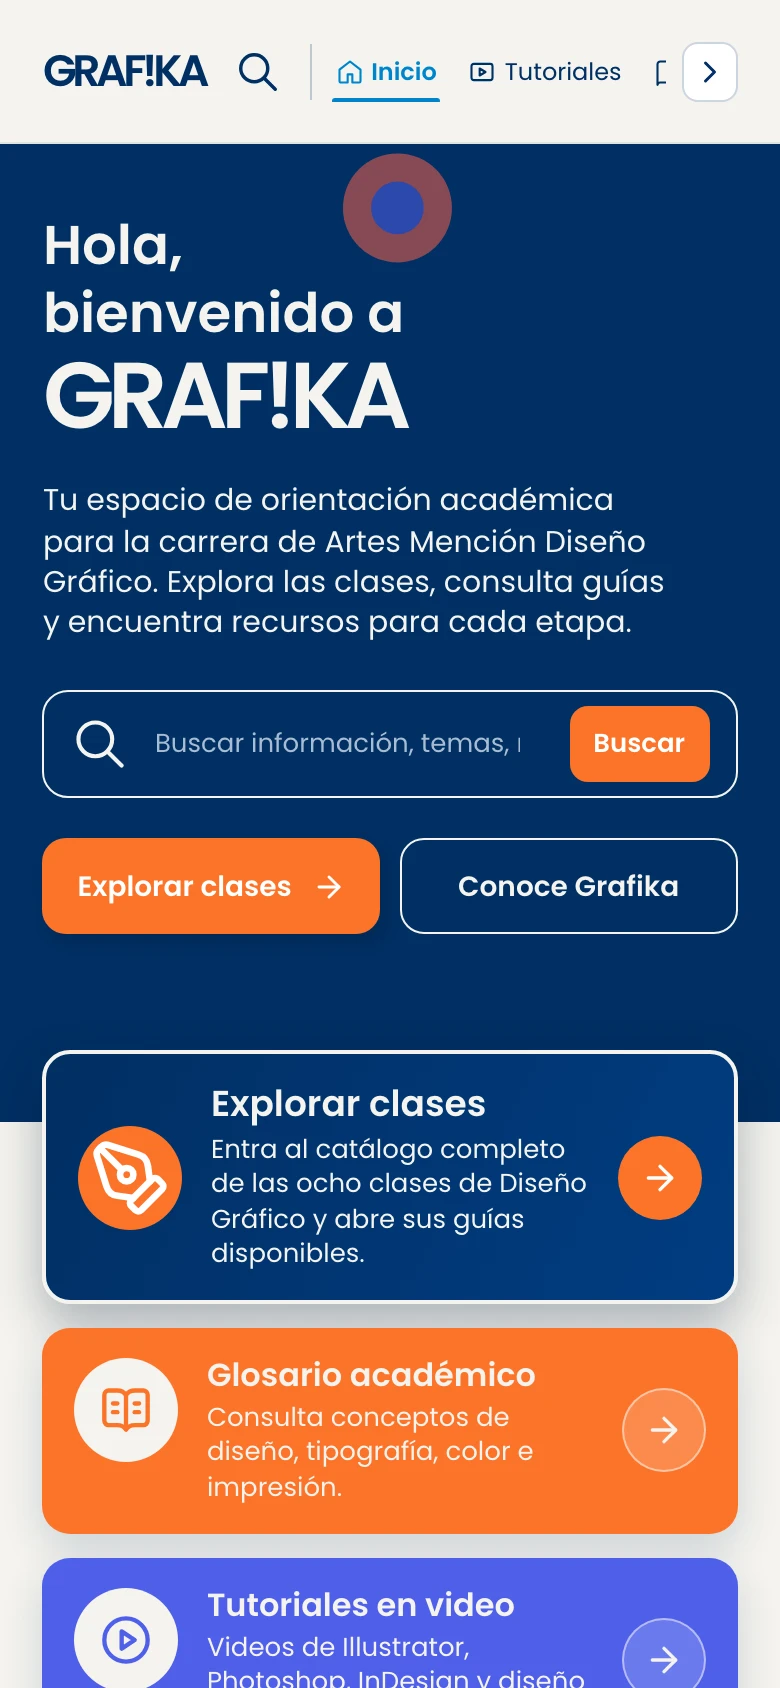 GRAF!KA
Inicio
Tutoriales
Hola,
bienvenido a
GRAF!KA
Tu espacio de orientación académica
para la carrera de Artes Mención Diseño
Gráfico. Explora las clases, consulta guías
y encuentra recursos para cada etapa.
Buscar información, temas,
Buscar
Explorar clases
Conoce Grafika
Explorar clases
Entra al catálogo completo
de las ocho clases de Diseño
Gráfico y abre sus guías
disponibles.
Glosario académico
Consulta conceptos de
diseño, tipografía, color e
impresión.
Tutoriales en video
Videos de Illustrator,
Photoshop, InDesign y diseño